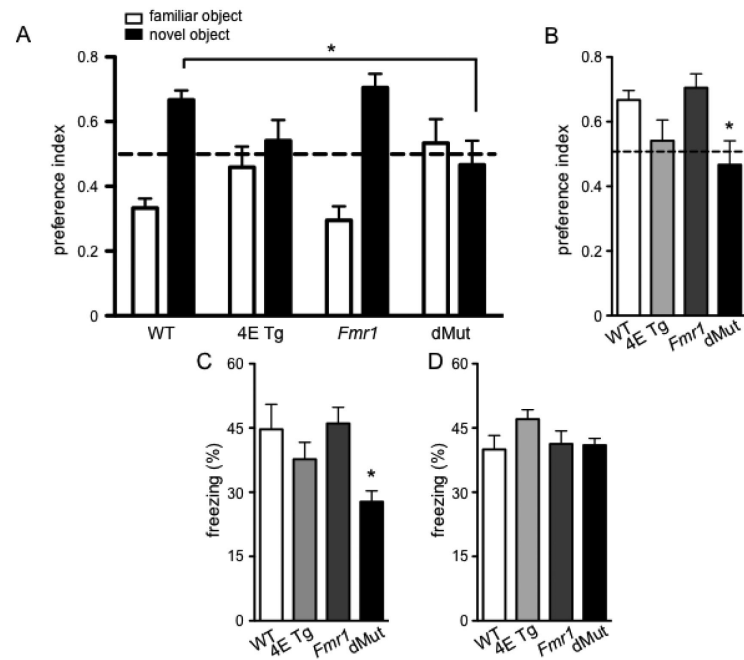 A
familiar object
novel object
*
preference index
0.8
0.6
0.4
0.2
0
WT
4E Tg
Fmr1
dMut
B
preference index
0.8
0.6
0.4
0.2
0
*
WT
4E Tg
Fmr1
dMut
C
freezing (%)
60
45
30
15
0
*
WT
4E Tg
Fmr1
dMut
D
freezing (%)
60
45
30
15
0
WT
4E Tg
Fmr1
dMut